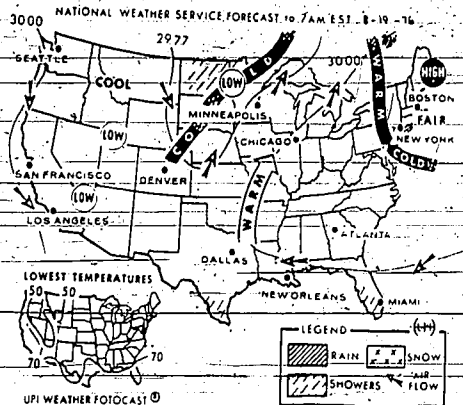 NATIONAL WEATHER SERVICE FORECAST to 7AM EST 8-19-76
3000
SEATTLE
2977
COOL
LOW
COLD
3000
WARM
HIGH
MINNEAPOLIS
BOSTON
FAIR
LOW
CHICAGO
NEW YORK
COLD
SAN FRANCISCO
DENVER
LOW
WARM
LOS ANGELES
ATLANTA
DALLAS
NEW ORLEANS
MIAMI
LOWEST TEMPERATURES
50
50
70
70
LEGEND
RAIN
SNOW
SHOWERS
AIR FLOW
UPI WEATHER FOTOCAST